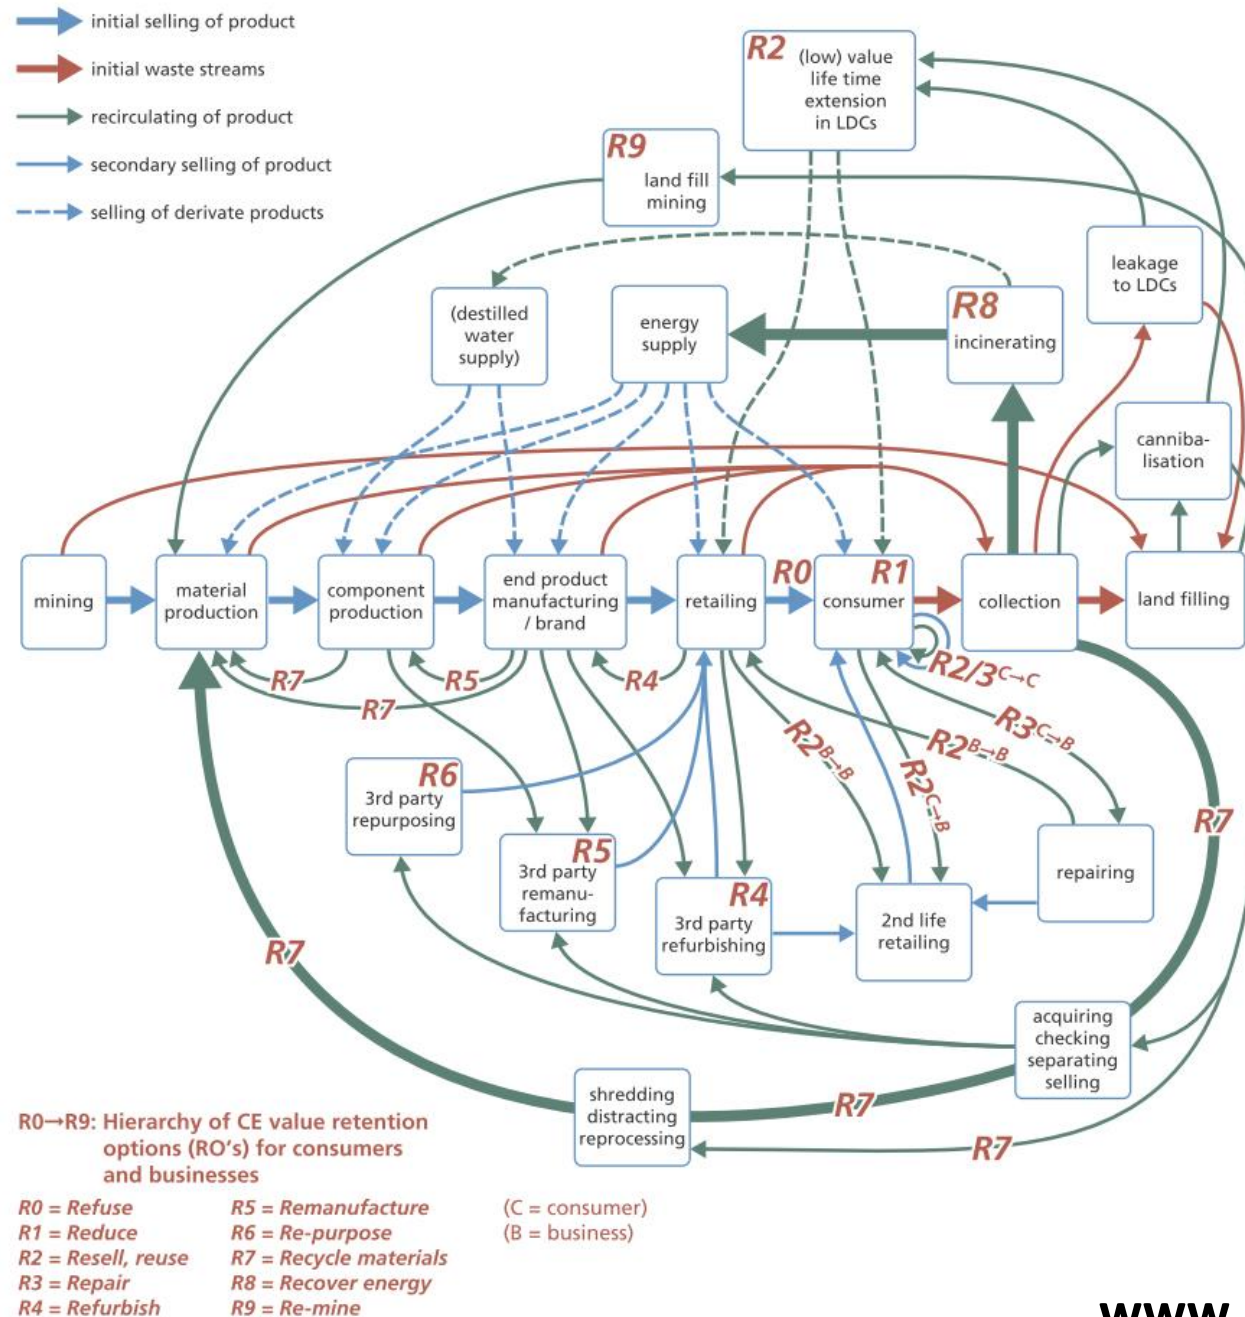 initial selling of product
initial waste streams
recirculating of product
secondary selling of product
selling of derivate products
R2
(low) value
life time
extension
in LDCs
R9
land fill
mining
leakage
to LDCs
(destilled
water
supply)
energy
supply
R8
incinerating
canniba-
lisation
mining
material
production
component
production
end product
manufacturing
/ brand
retailing
R0
R1
consumer
collection
land filling
R7
R5
R4
R2/3C→C
R7
R3C→B
R2B→B
R2B→B
R2C→B
R6
3rd party
repurposing
R5
3rd party
remanu-
facturing
R4
3rd party
refurbishing
2nd life
retailing
repairing
R7
R7
acquiring
checking
separating
selling
shredding
distracting
reprocessing
R7
R7
R0→R9: Hierarchy of CE value retention
options (RO's) for consumers
and businesses
R0 = Refuse
R1 = Reduce
R2 = Resell, reuse
R3 = Repair
R4 = Refurbish
R5 = Remanufacture
R6 = Re-purpose
R7 = Recycle materials
R8 = Recover energy
R9 = Re-mine
(C = consumer)
(B = business)
www